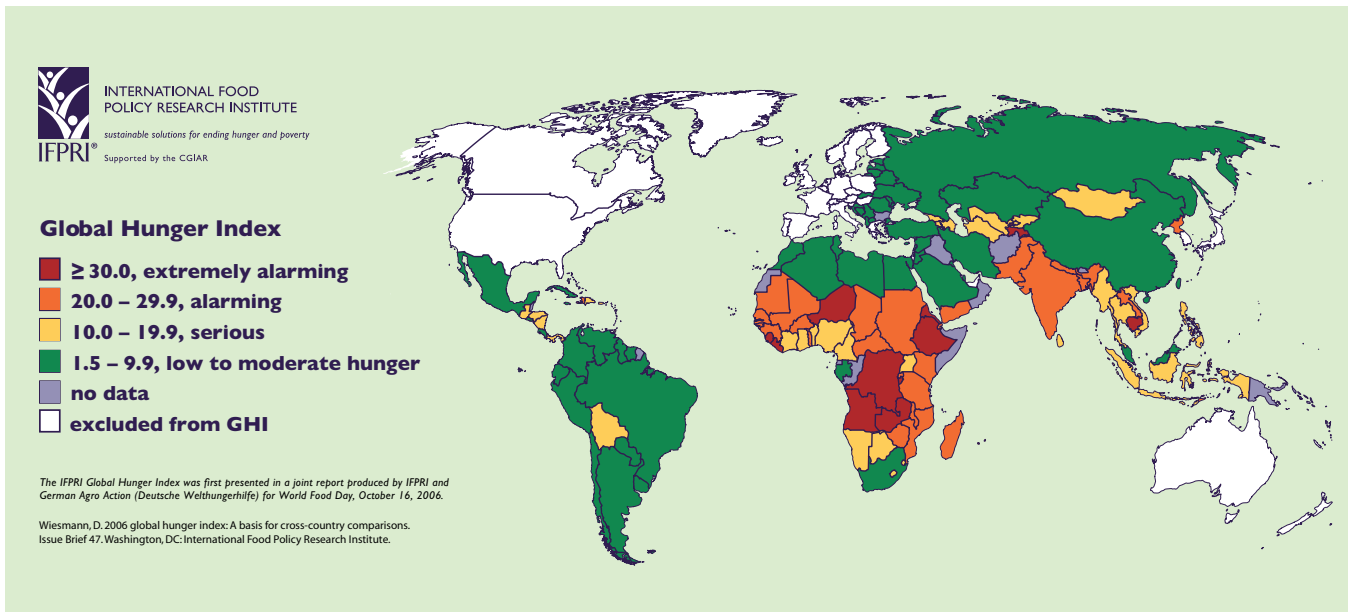 INTERNATIONAL FOOD
POLICY RESEARCH INSTITUTE
sustainable solutions for ending hunger and poverty
IFPRI®
Supported by the CGIAR
Global Hunger Index
≥ 30.0, extremely alarming
20.0 – 29.9, alarming
10.0 – 19.9, serious
1.5 – 9.9, low to moderate hunger
no data
excluded from GHI
The IFPRI Global Hunger Index was first presented in a joint report produced by IFPRI and
German Agro Action (Deutsche Welthungerhilfe) for World Food Day, October 16, 2006.
Wiesmann, D. 2006 global hunger index: A basis for cross-country comparisons.
Issue Brief 47. Washington, DC: International Food Policy Research Institute.